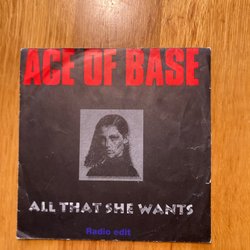 ACE OF BASE
ALL THAT SHE WANTS
Radio edit